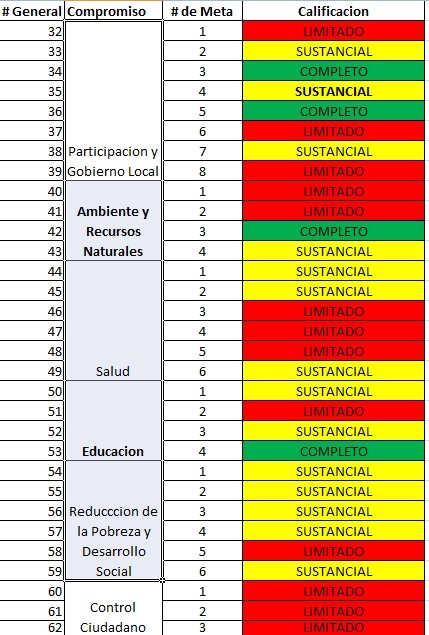 # General Compromiso # de Meta Calificacion
32 1 LIMITADO
33 2 SUSTANCIAL
34 3 COMPLETO
35 4 SUSTANCIAL
36 5 COMPLETO
37 6 LIMITADO
38 Participacion y 7 SUSTANCIAL
39 Gobierno Local 8 LIMITADO
40 1 LIMITADO
41 Ambiente y 2 LIMITADO
42 Recursos 3 COMPLETO
43 Naturales 4 SUSTANCIAL
44 1 SUSTANCIAL
45 2 SUSTANCIAL
46 3 LIMITADO
47 4 LIMITADO
48 5 LIMITADO
49 Salud 6 SUSTANCIAL
50 1 SUSTANCIAL
51 2 LIMITADO
52 3 SUSTANCIAL
53 Educacion 4 COMPLETO
54 1 SUSTANCIAL
55 2 SUSTANCIAL
56 Reducccion de 3 SUSTANCIAL
57 la Pobreza y 4 SUSTANCIAL
58 Desarrollo 5 LIMITADO
59 Social 6 SUSTANCIAL
60 1 LIMITADO
61 Control 2 LIMITADO
62 Ciudadano 3 LIMITADO